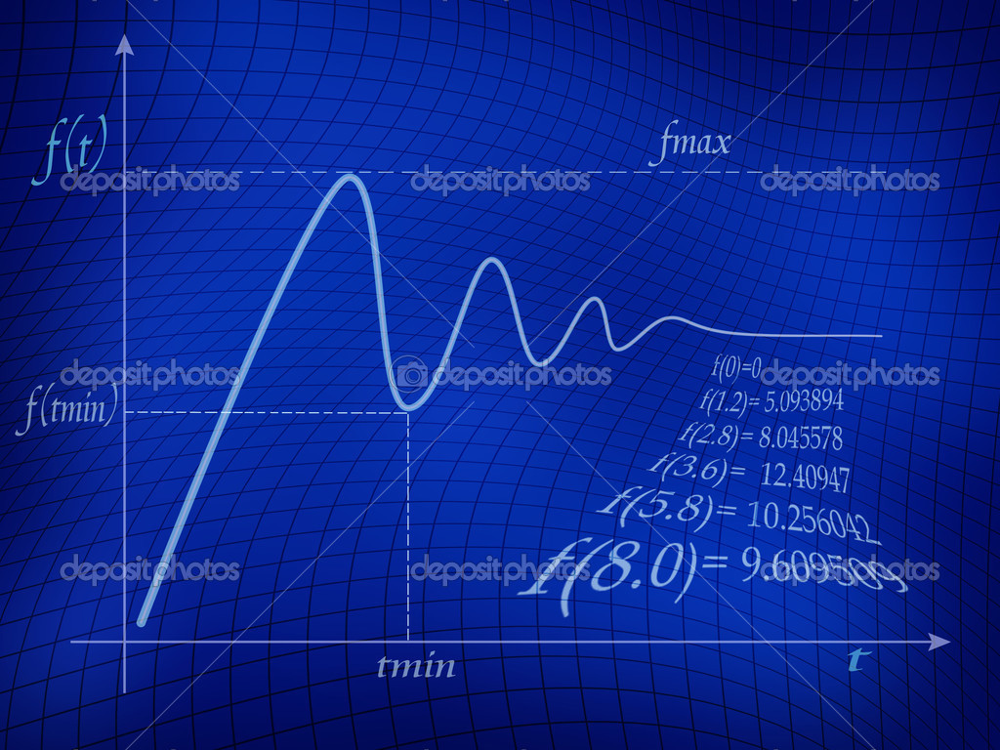 f(t)
fmax
depositphotos depositphotos depositphotos
f(0)=0
depositphotos depositphotos depositphotos
f(1.2)= 5.093894
f(tmin)
f(2.8)= 8.045578
f(3.6)= 12.40947
f(5.8)= 10.256042
f(8.0)= 9.609509
depositphotos depositphotos depositphotos
tmin
t